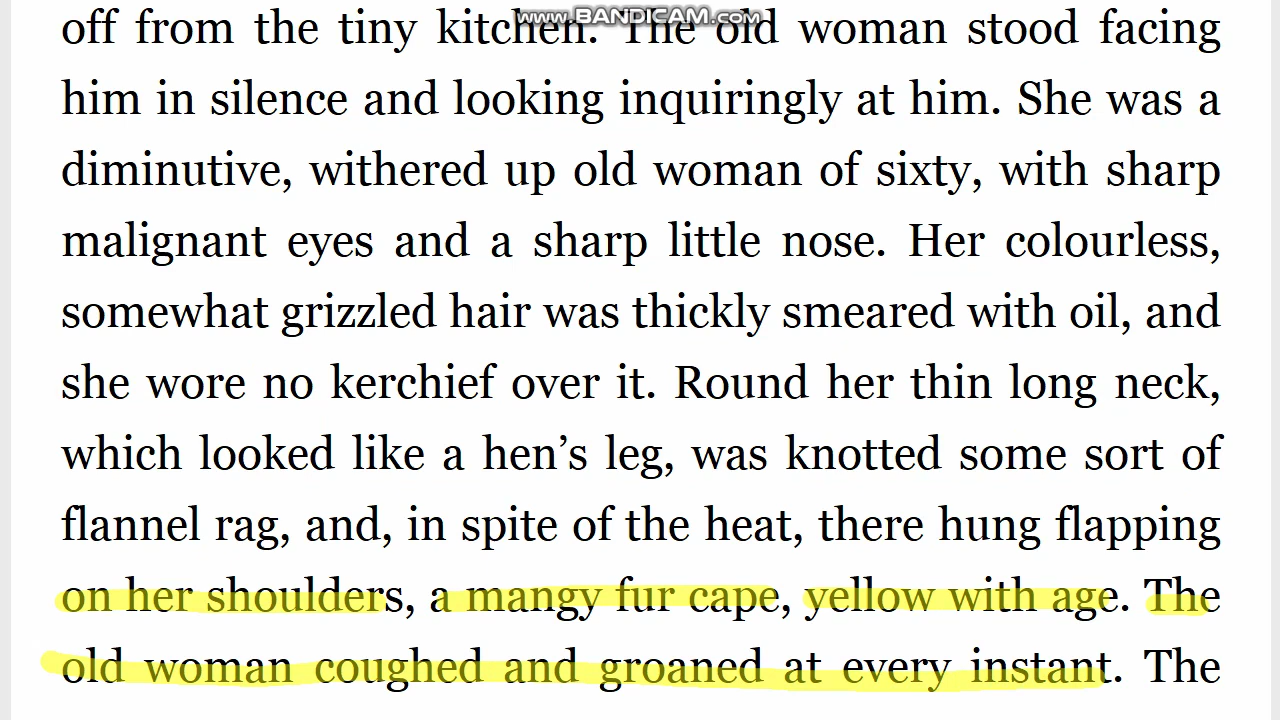 www.BANDICAM.com
off from the tiny kitchen. The old woman stood facing
him in silence and looking inquiringly at him. She was a
diminutive, withered up old woman of sixty, with sharp
malignant eyes and a sharp little nose. Her colourless,
somewhat grizzled hair was thickly smeared with oil, and
she wore no kerchief over it. Round her thin long neck,
which looked like a hen’s leg, was knotted some sort of
flannel rag, and, in spite of the heat, there hung flapping
on her shoulders, a mangy fur cape, yellow with age. The
old woman coughed and groaned at every instant. The